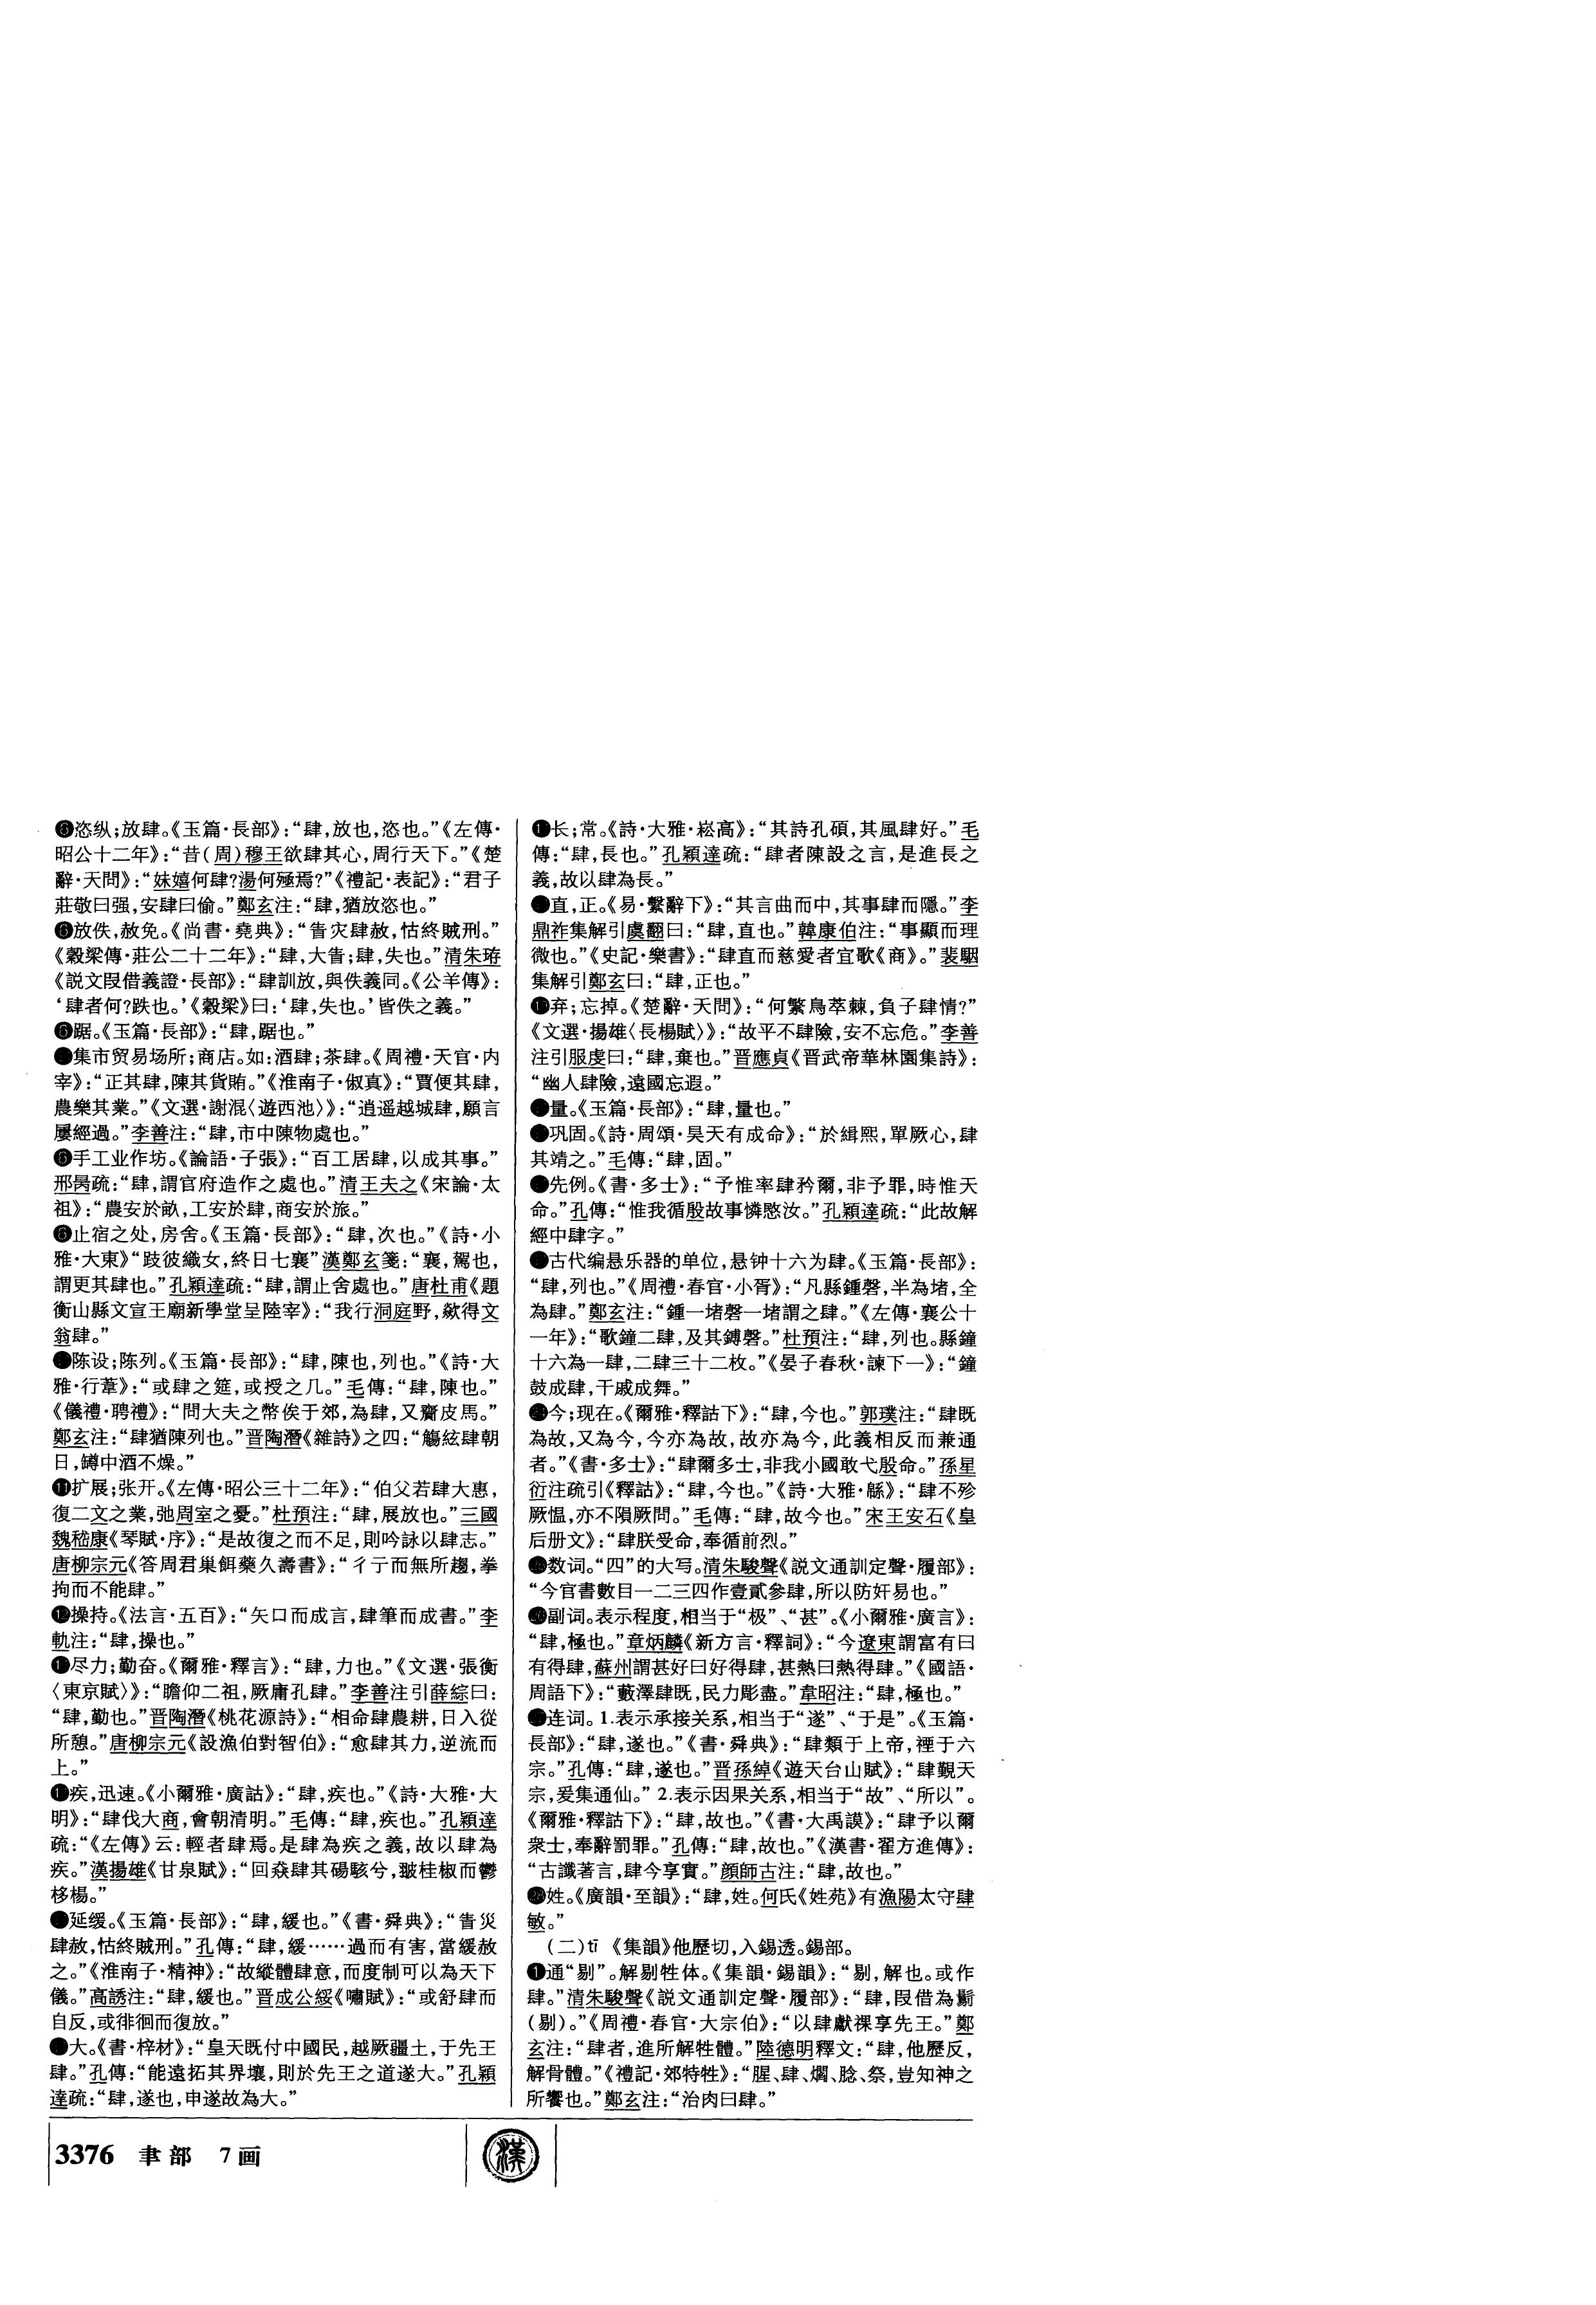 恣纵;放肆。《玉篇·長部》:“肆,放也,恣也。”《左傳·
昭公十二年》:“昔(周)穆王欲肆其心,周行天下。”《楚
辭·天問》:“妹嬉何肆?湯何殛焉?”《禮記·表記》:“君子
莊敬曰强,安肆曰偷。”鄭玄注:“肆,猶放恣也。”
放佚,赦免。《尚書·堯典》:“眚灾肆赦,怙終賊刑。”
《穀梁傳·莊公二十二年》:“肆,大眚;肆,失也。”清朱珔
《説文叚借義證·長部》:“肆訓放,與佚義同。《公羊傳》:
‘肆者何?跌也。’《穀梁》曰:‘肆,失也。’皆佚之義。”
踞。《玉篇·長部》:“肆,踞也。”
集市贸易场所;商店。如:酒肆;茶肆。《周禮·天官·内
宰》:“正其肆,陳其貨賄。”《淮南子·俶真》:“賈便其肆,
農樂其業。”《文選·謝混〈遊西池〉》:“逍遥越城肆,願言
屢經過。”李善注:“肆,市中陳物處也。”
手工业作坊。《論語·子張》:“百工居肆,以成其事。”
邢昺疏:“肆,謂官府造作之處也。”清王夫之《宋論·太
祖》:“農安於畝,工安於肆,商安於旅。”
止宿之处,房舍。《玉篇·長部》:“肆,次也。”《詩·小
雅·大東》“跂彼織女,終日七襄”漢鄭玄箋:“襄,駕也,
謂更其肆也。”孔穎達疏:“肆,謂止舍處也。”唐杜甫《題
衡山縣文宣王廟新學堂呈陸宰》:“我行洞庭野,歘得文
翁肆。”
陈设;陈列。《玉篇·長部》:“肆,陳也,列也。”《詩·大
雅·行葦》:“或肆之筵,或授之几。”毛傳:“肆,陳也。”
《儀禮·聘禮》:“問大夫之幣俟于郊,為肆,又齎皮馬。”
鄭玄注:“肆猶陳列也。”晋陶潛《雜詩》之四:“觴絃肆朝
日,罇中酒不燥。”
⓫扩展;张开。《左傳·昭公三十二年》:“伯父若肆大惠,
復二文之業,弛周室之憂。”杜預注:“肆,展放也。”三國
魏嵇康《琴賦·序》:“是故復之而不足,則吟詠以肆志。”
唐柳宗元《答周君巢餌藥久壽書》:“彳亍而無所趨,拳
拘而不能肆。”
⓬操持。《法言·五百》:“矢口而成言,肆筆而成書。”李
軌注:“肆,操也。”
尽力;勤奋。《爾雅·釋言》:“肆,力也。”《文選·張衡
〈東京賦〉》:“瞻仰二祖,厥庸孔肆。”李善注引薛綜曰:
“肆,勤也。”晋陶潛《桃花源詩》:“相命肆農耕,日入從
所憩。”唐柳宗元《設漁伯對智伯》:“愈肆其力,逆流而
上。”
疾,迅速。《小爾雅·廣詁》:“肆,疾也。”《詩·大雅·大
明》:“肆伐大商,會朝清明。”毛傳:“肆,疾也。”孔穎達
疏:“《左傳》云:輕者肆焉。是肆為疾之義,故以肆為
疾。”漢揚雄《甘泉賦》:“回猋肆其碭駭兮,翍桂椒而鬱
栘楊。”
延缓。《玉篇·長部》:“肆,緩也。”《書·舜典》:“眚災
肆赦,怙終賊刑。”孔傳:“肆,緩……過而有害,當緩赦
之。”《淮南子·精神》:“故縱體肆意,而度制可以為天下
儀。”高誘注:“肆,緩也。”晋成公綏《嘯賦》:“或舒肆而
自反,或徘徊而復放。”
大。《書·梓材》:“皇天既付中國民,越厥疆土,于先王
肆。”孔傳:“能遠拓其界壤,則於先王之道遂大。”孔穎
達疏:“肆,遂也,申遂故為大。”
长;常。《詩·大雅·崧高》:“其詩孔碩,其風肆好。”毛
傳:“肆,長也。”孔穎達疏:“肆者陳設之言,是進長之
義,故以肆為長。”
直,正。《易·繫辭下》:“其言曲而中,其事肆而隱。”李
鼎祚集解引虞翻曰:“肆,直也。”韓康伯注:“事顯而理
微也。”《史記·樂書》:“肆直而慈愛者宜歌《商》。”裴駰
集解引鄭玄曰:“肆,正也。”
弃;忘掉。《楚辭·天問》:“何繁鳥萃棘,負子肆情?”
《文選·揚雄〈長楊賦〉》:“故平不肆險,安不忘危。”李善
注引服虔曰:“肆,棄也。”晋應貞《晋武帝華林園集詩》:
“幽人肆險,遠國忘遐。”
量。《玉篇·長部》:“肆,量也。”
巩固。《詩·周頌·昊天有成命》:“於緝熙,單厥心,肆
其靖之。”毛傳:“肆,固。”
先例。《書·多士》:“予惟率肆矜爾,非予罪,時惟天
命。”孔傳:“惟我循殷故事憐愍汝。”孔穎達疏:“此故解
經中肆字。”
古代编悬乐器的单位,悬钟十六为肆。《玉篇·長部》:
“肆,列也。”《周禮·春官·小胥》:“凡縣鍾磬,半為堵,全
為肆。”鄭玄注:“鍾一堵磬一堵謂之肆。”《左傳·襄公十
一年》:“歌鐘二肆,及其鎛磬。”杜預注:“肆,列也。縣鐘
十六為一肆,二肆三十二枚。”《晏子春秋·諫下一》:“鐘
鼓成肆,干戚成舞。”
今;现在。《爾雅·釋詁下》:“肆,今也。”郭璞注:“肆既
為故,又為今,今亦為故,故亦為今,此義相反而兼通
者。”《書·多士》:“肆爾多士,非我小國敢弋殷命。”孫星
衍注疏引《釋詁》:“肆,今也。”《詩·大雅·緜》:“肆不殄
厥愠,亦不隕厥問。”毛傳:“肆,故今也。”宋王安石《皇
后册文》:“肆朕受命,奉循前烈。”
数词。“四”的大写。清朱駿聲《説文通訓定聲·履部》:
“今官書數目一二三四作壹貳參肆,所以防奸易也。”
副词。表示程度,相当于“极”、“甚”。《小爾雅·廣言》:
“肆,極也。”章炳麟《新方言·釋詞》:“今遼東謂富有曰
有得肆,蘇州謂甚好曰好得肆,甚熱曰熱得肆。”《國語·
周語下》:“藪澤肆既,民力彫盡。”韋昭注:“肆,極也。”
连词。1.表示承接关系,相当于“遂”、“于是”。《玉篇·
長部》:“肆,遂也。”《書·舜典》:“肆類于上帝,禋于六
宗。”孔傳:“肆,遂也。”晋孫綽《遊天台山賦》:“肆覲天
宗,爰集通仙。” 2.表示因果关系,相当于“故”、“所以”。
《爾雅·釋詁下》:“肆,故也。”《書·大禹謨》:“肆予以爾
衆士,奉辭罰罪。”孔傳:“肆,故也。”《漢書·翟方進傳》:
“古讖著言,肆今享實。”顔師古注:“肆,故也。”
姓。《廣韻·至韻》:“肆,姓。何氏《姓苑》有漁陽太守肆
敏。”
(二)tī 《集韻》他歷切,入錫透。錫部。
❶通“剔”。解剔牲体。《集韻·錫韻》:“剔,解也。或作
肆。”清朱駿聲《説文通訓定聲·履部》:“肆,叚借為鬄
(剔)。”《周禮·春官·大宗伯》:“以肆獻祼享先王。”鄭
玄注:“肆者,進所解牲體。”陸德明釋文:“肆,他歷反,
解骨體。”《禮記·郊特牲》:“腥、肆、爓、腍、祭,豈知神之
所饗也。”鄭玄注:“治肉曰肆。”
3376 聿部 7画
漢